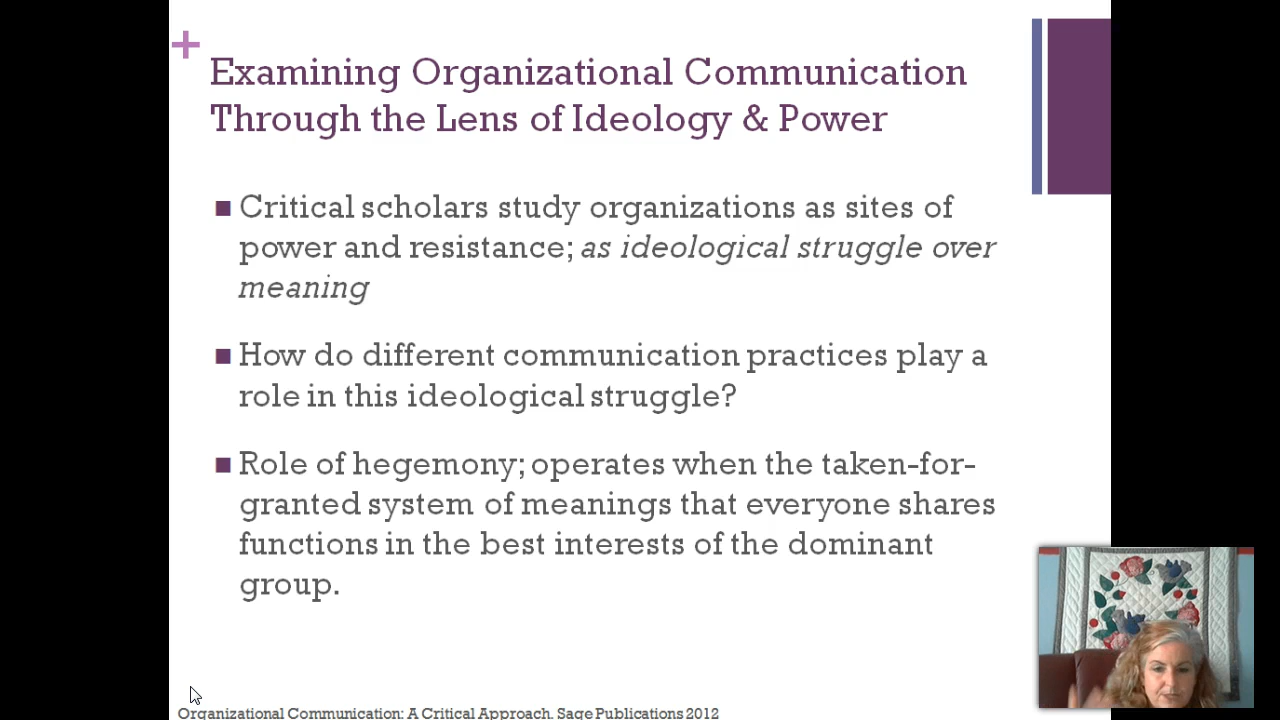 +
Examining Organizational Communication
Through the Lens of Ideology & Power
Critical scholars study organizations as sites of
power and resistance; as ideological struggle over
meaning
How do different communication practices play a
role in this ideological struggle?
Role of hegemony; operates when the taken-for-
granted system of meanings that everyone shares
functions in the best interests of the dominant
group.
Organizational Communication: A Critical Approach. Sage Publications 2012